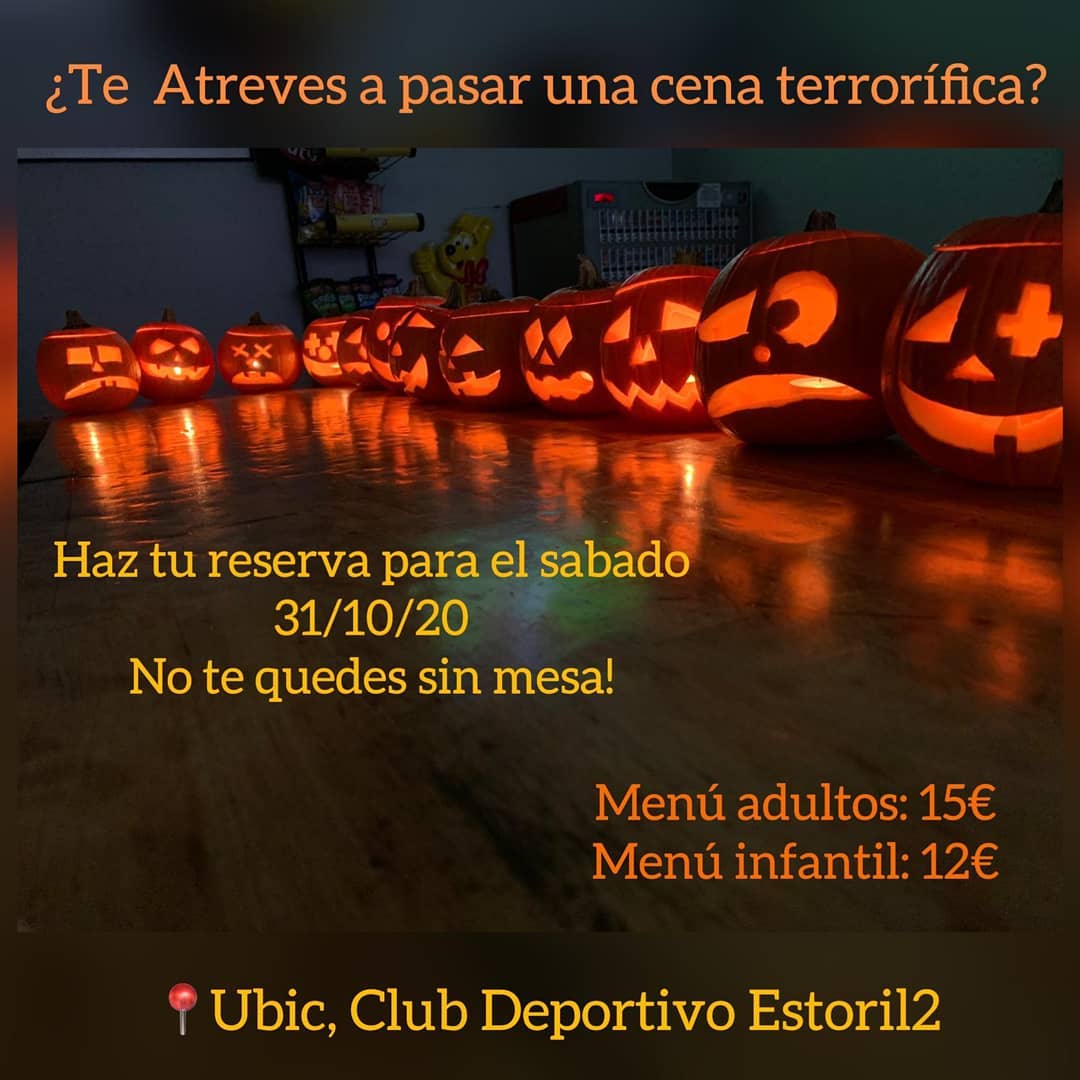 ¿Te Atreves a pasar una cena terrorífica?
Haz tu reserva para el sabado
31/10/20
No te quedes sin mesa!
Menú adultos: 15€
Menú infantil: 12€
Ubic, Club Deportivo Estoril2